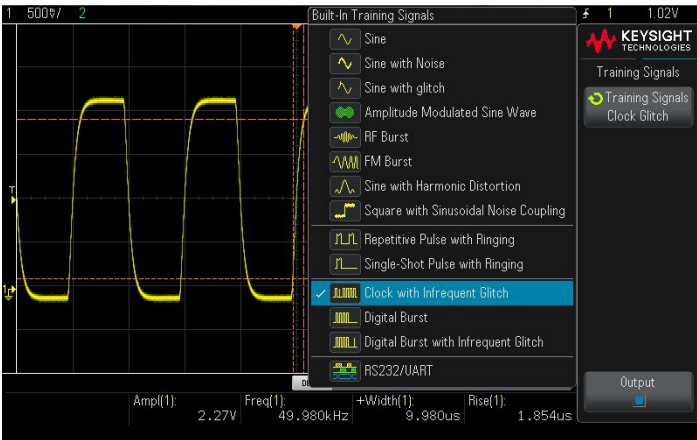 1 500▿/ 2
1 1.02V
Built-In Training Signals
Sine
Sine with Noise
Sine with glitch
Amplitude Modulated Sine Wave
RF Burst
FM Burst
Sine with Harmonic Distortion
Square with Sinusoidal Noise Coupling
Repetitive Pulse with Ringing
Single-Shot Pulse with Ringing
Clock with Infrequent Glitch
Digital Burst
Digital Burst with Infrequent Glitch
RS232/UART
KEYSIGHT
TECHNOLOGIES
Training Signals
Training Signals
Clock Glitch
Output
T
1
Ampl(1): Freq(1): +Width(1): Rise(1):
2.27V 49.980kHz 9.980us 1.854us